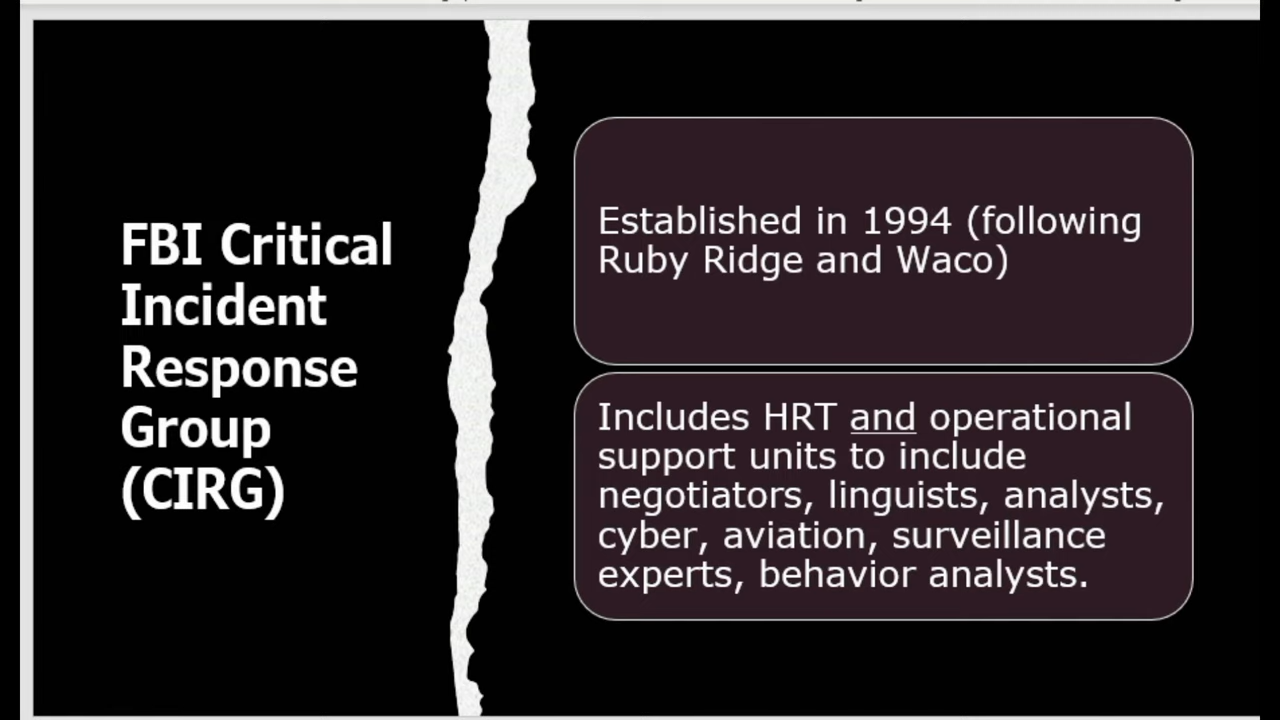 FBI Critical
Incident
Response
Group
(CIRG)
Established in 1994 (following
Ruby Ridge and Waco)
Includes HRT and operational
support units to include
negotiators, linguists, analysts,
cyber, aviation, surveillance
experts, behavior analysts.